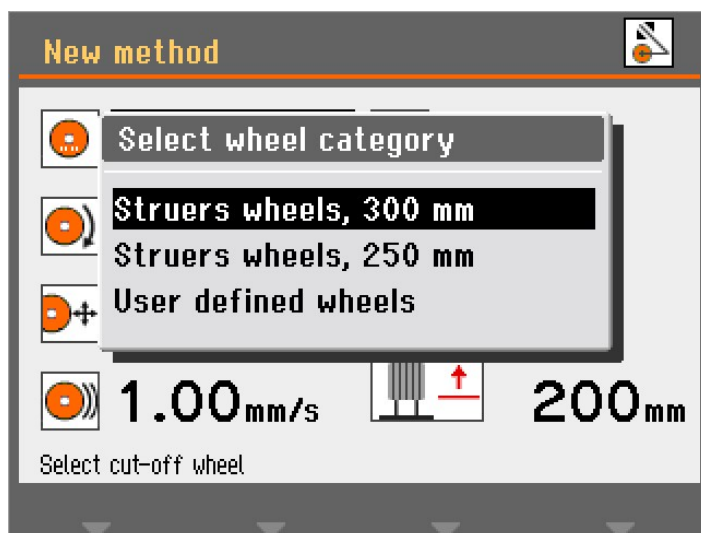 New method
Select wheel category
Struers wheels, 300 mm
Struers wheels, 250 mm
User defined wheels
1.00mm/s
200mm
Select cut-off wheel